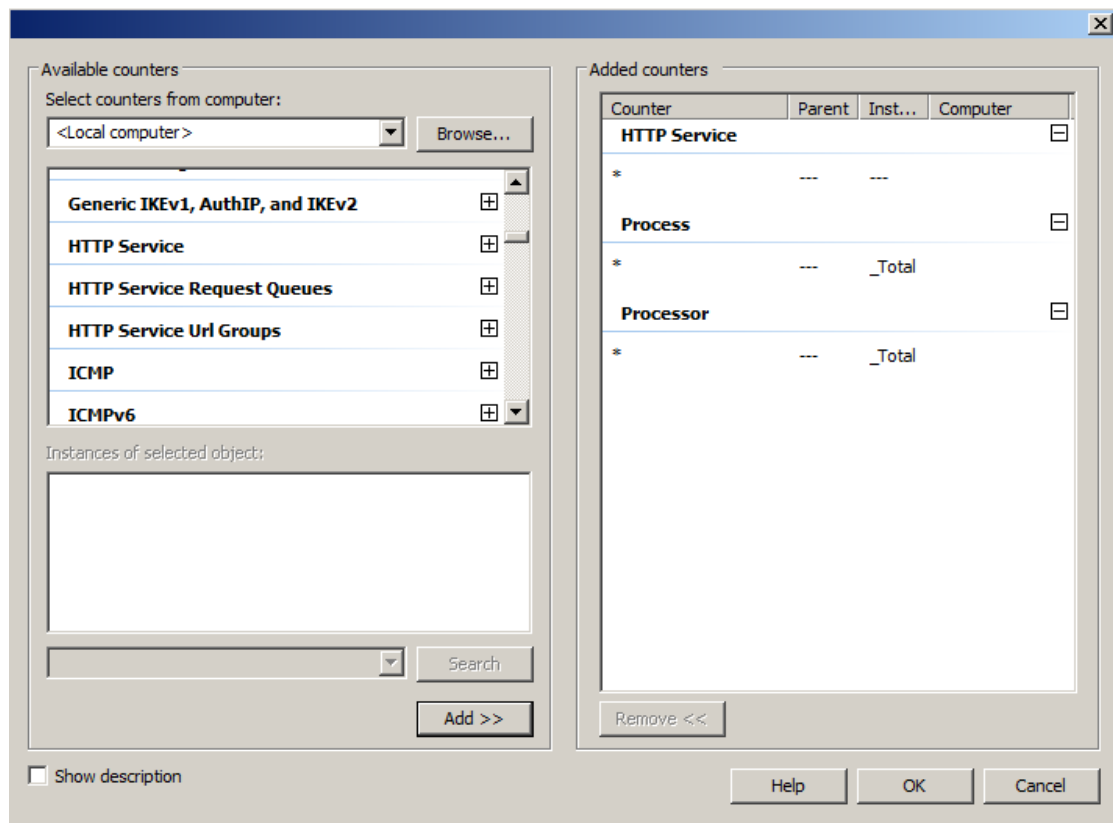 Available counters
Select counters from computer:
<Local computer>
Browse...
Generic IKEv1, AuthIP, and IKEv2
HTTP Service
HTTP Service Request Queues
HTTP Service Url Groups
ICMP
ICMPv6
Instances of selected object:
Search
Add >>
Show description
Added counters
Counter Parent Inst... Computer
HTTP Service
* --- ---
Process
* --- _Total
Processor
* --- _Total
Remove <<
Help OK Cancel